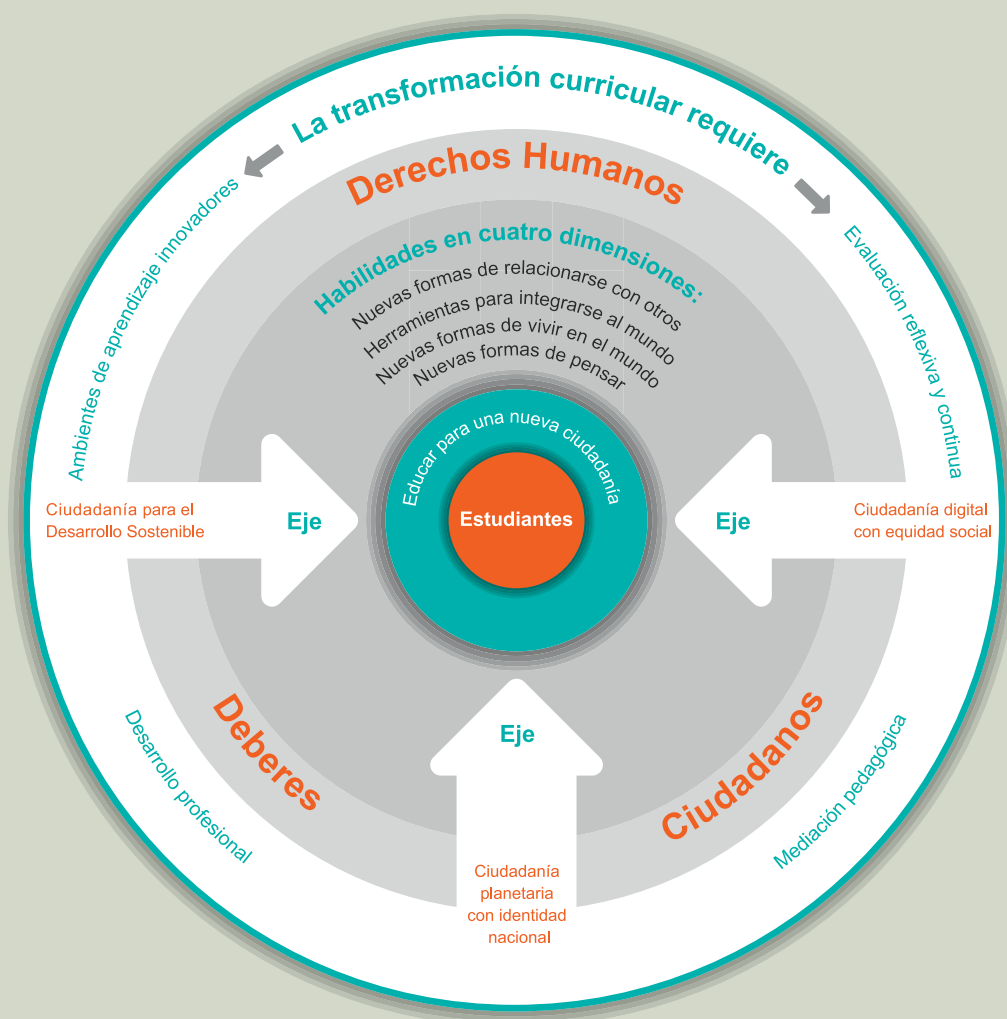 La transformación curricular requiere
Ambientes de aprendizaje innovadores
Evaluación reflexiva y continua
Derechos Humanos
Habilidades en cuatro dimensiones:
Nuevas formas de relacionarse con otros
Herramientas para integrarse al mundo
Nuevas formas de vivir en el mundo
Nuevas formas de pensar
Educar para una nueva ciudadanía
Estudiantes
Ciudadanía para el
Desarrollo Sostenible
Eje
Eje
Ciudadanía digital
con equidad social
Eje
Ciudadanía
planetaria
con identidad
nacional
Deberes
Ciudadanos
Desarrollo profesional
Mediación pedagógica